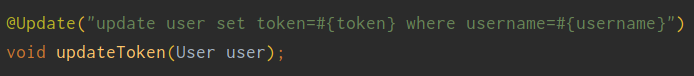 @Update("update user set token=#{token} where username=#{username}")
void updateToken(User user);